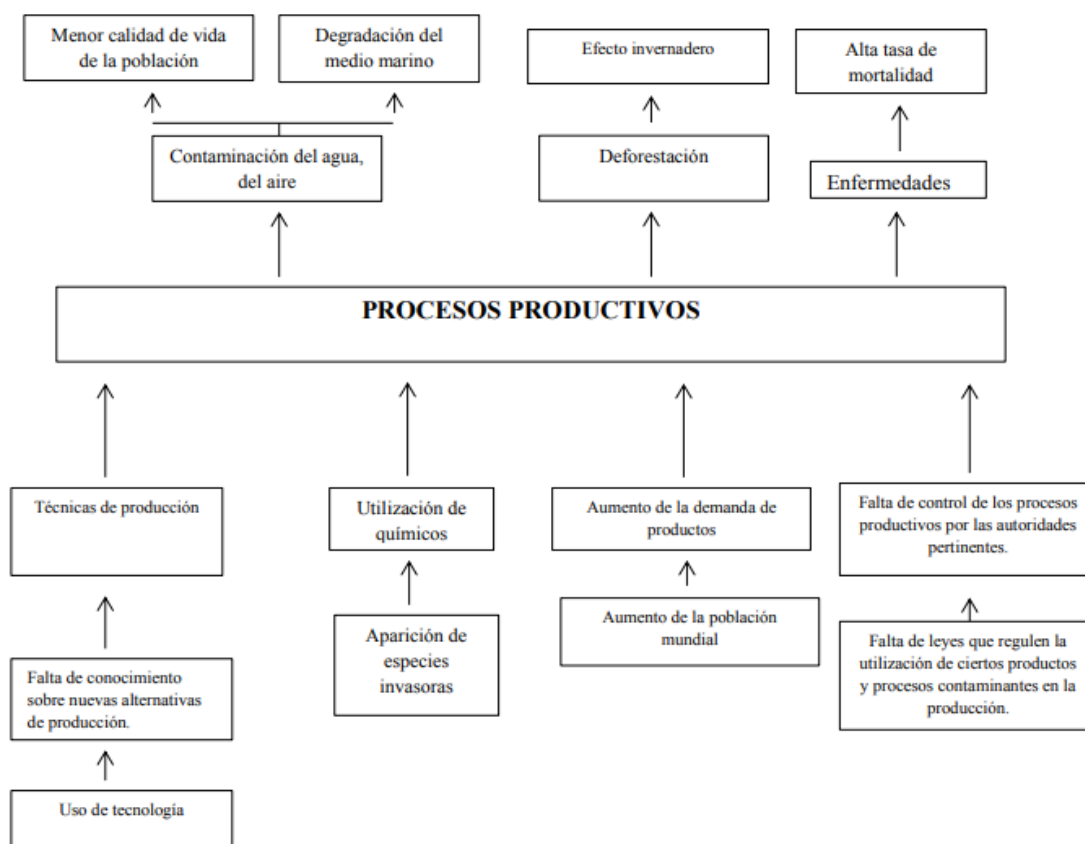 Menor calidad de vida
de la población
Degradación del
medio marino
Efecto invernadero
Alta tasa de
mortalidad
Contaminación del agua,
del aire
Deforestación
Enfermedades
PROCESOS PRODUCTIVOS
Técnicas de producción
Utilización de
químicos
Aumento de la demanda de
productos
Falta de control de los procesos
productivos por las autoridades
pertinentes.
Falta de conocimiento
sobre nuevas alternativas
de producción.
Aparición de
especies
invasoras
Aumento de la población
mundial
Falta de leyes que regulen la
utilización de ciertos productos
y procesos contaminantes en la
producción.
Uso de tecnología